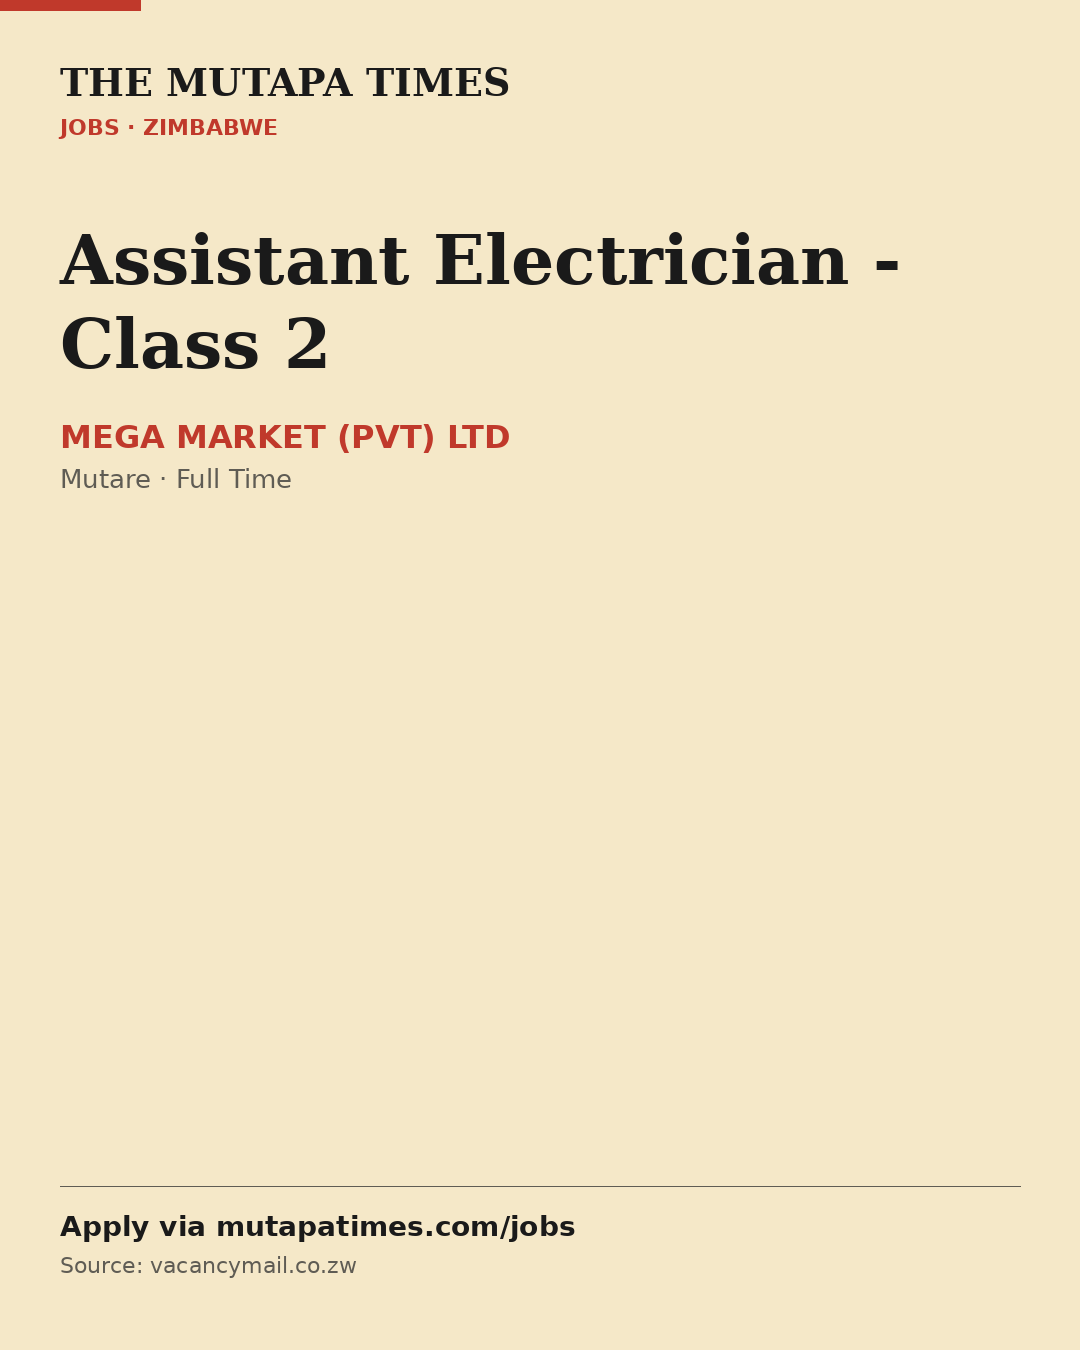 THE MUTAPA TIMES
JOBS · ZIMBABWE
Assistant Electrician -
Class 2
MEGA MARKET (PVT) LTD
Mutare · Full Time
Apply via mutapatimes.com/jobs
Source: vacancymail.co.zw